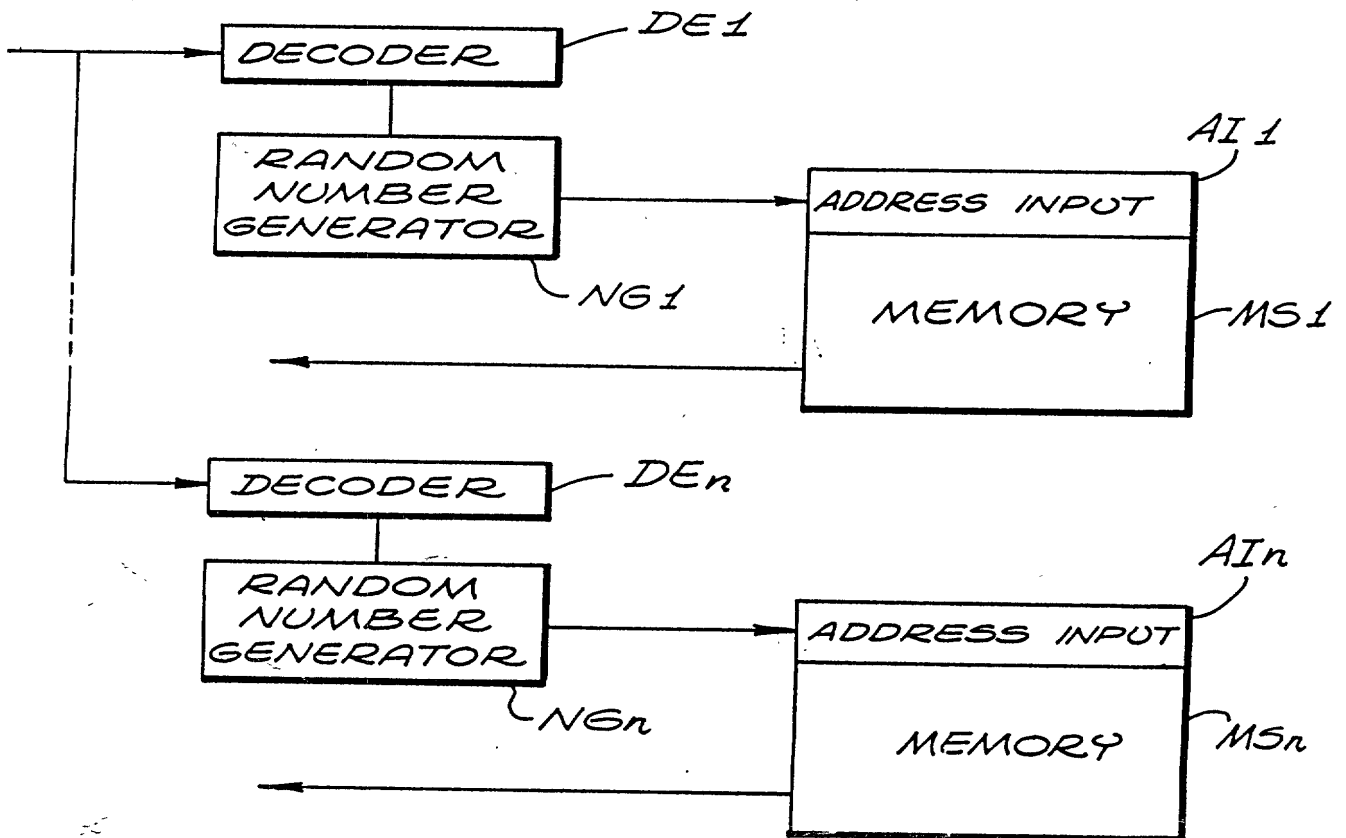 DE1
DECODER
RANDOM
NUMBER
GENERATOR
NG1
AI1
ADDRESS INPUT
MEMORY
MS1
DECODER
DEn
RANDOM
NUMBER
GENERATOR
NGn
AIn
ADDRESS INPUT
MEMORY
MSn